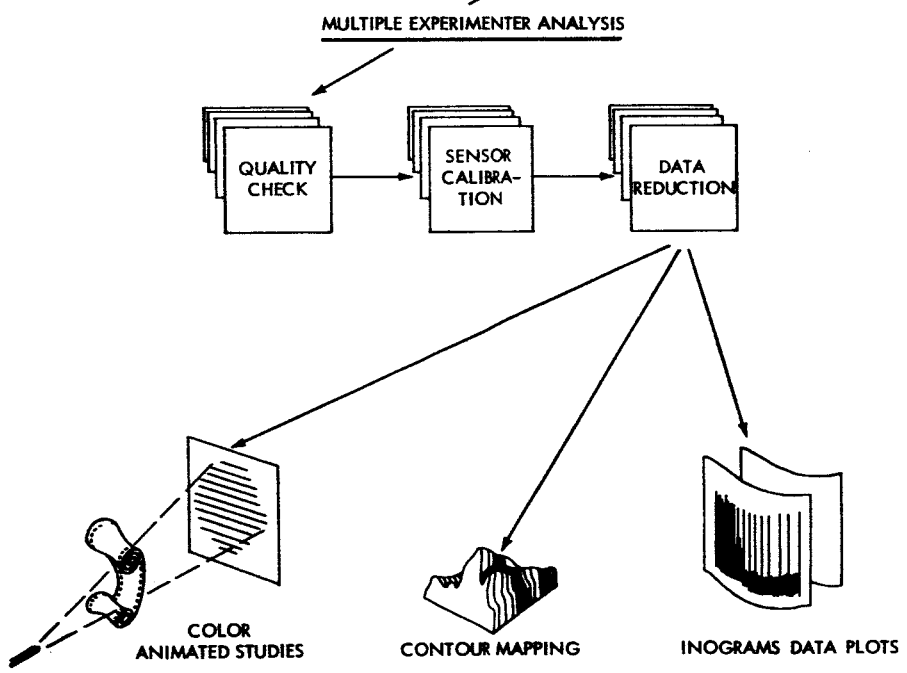 MULTIPLE EXPERIMENTER ANALYSIS
QUALITY
CHECK
SENSOR
CALIBRA-
TION
DATA
REDUCTION
COLOR
ANIMATED STUDIES
CONTOUR MAPPING
INOGRAMS DATA PLOTS